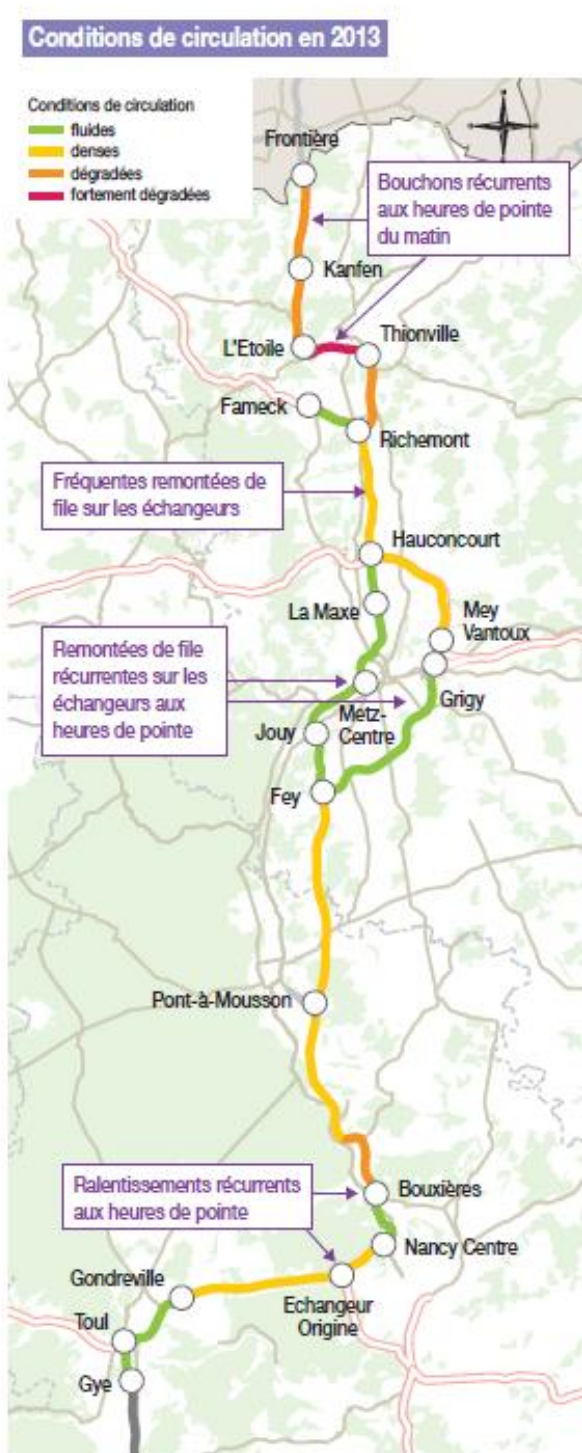 Conditions de circulation en 2013
Conditions de circulation
fluides
denses
dégradées
fortement dégradées
Frontière
Bouchons récurrents
aux heures de pointe
du matin
Kanfen
L'Etoile
Thionville
Fameck
Richemont
Fréquentes remontées de
file sur les échangeurs
Hauconcourt
La Maxe
Mey
Vantoux
Remontées de file
récurrentes sur les
échangeurs aux
heures de pointe
Grigy
Metz-
Centre
Jouy
Fey
Pont-à-Mousson
Ralentissements récurrents
aux heures de pointe
Bouxières
Nancy Centre
Gondreville
Echangeur
Origine
Toul
Gye